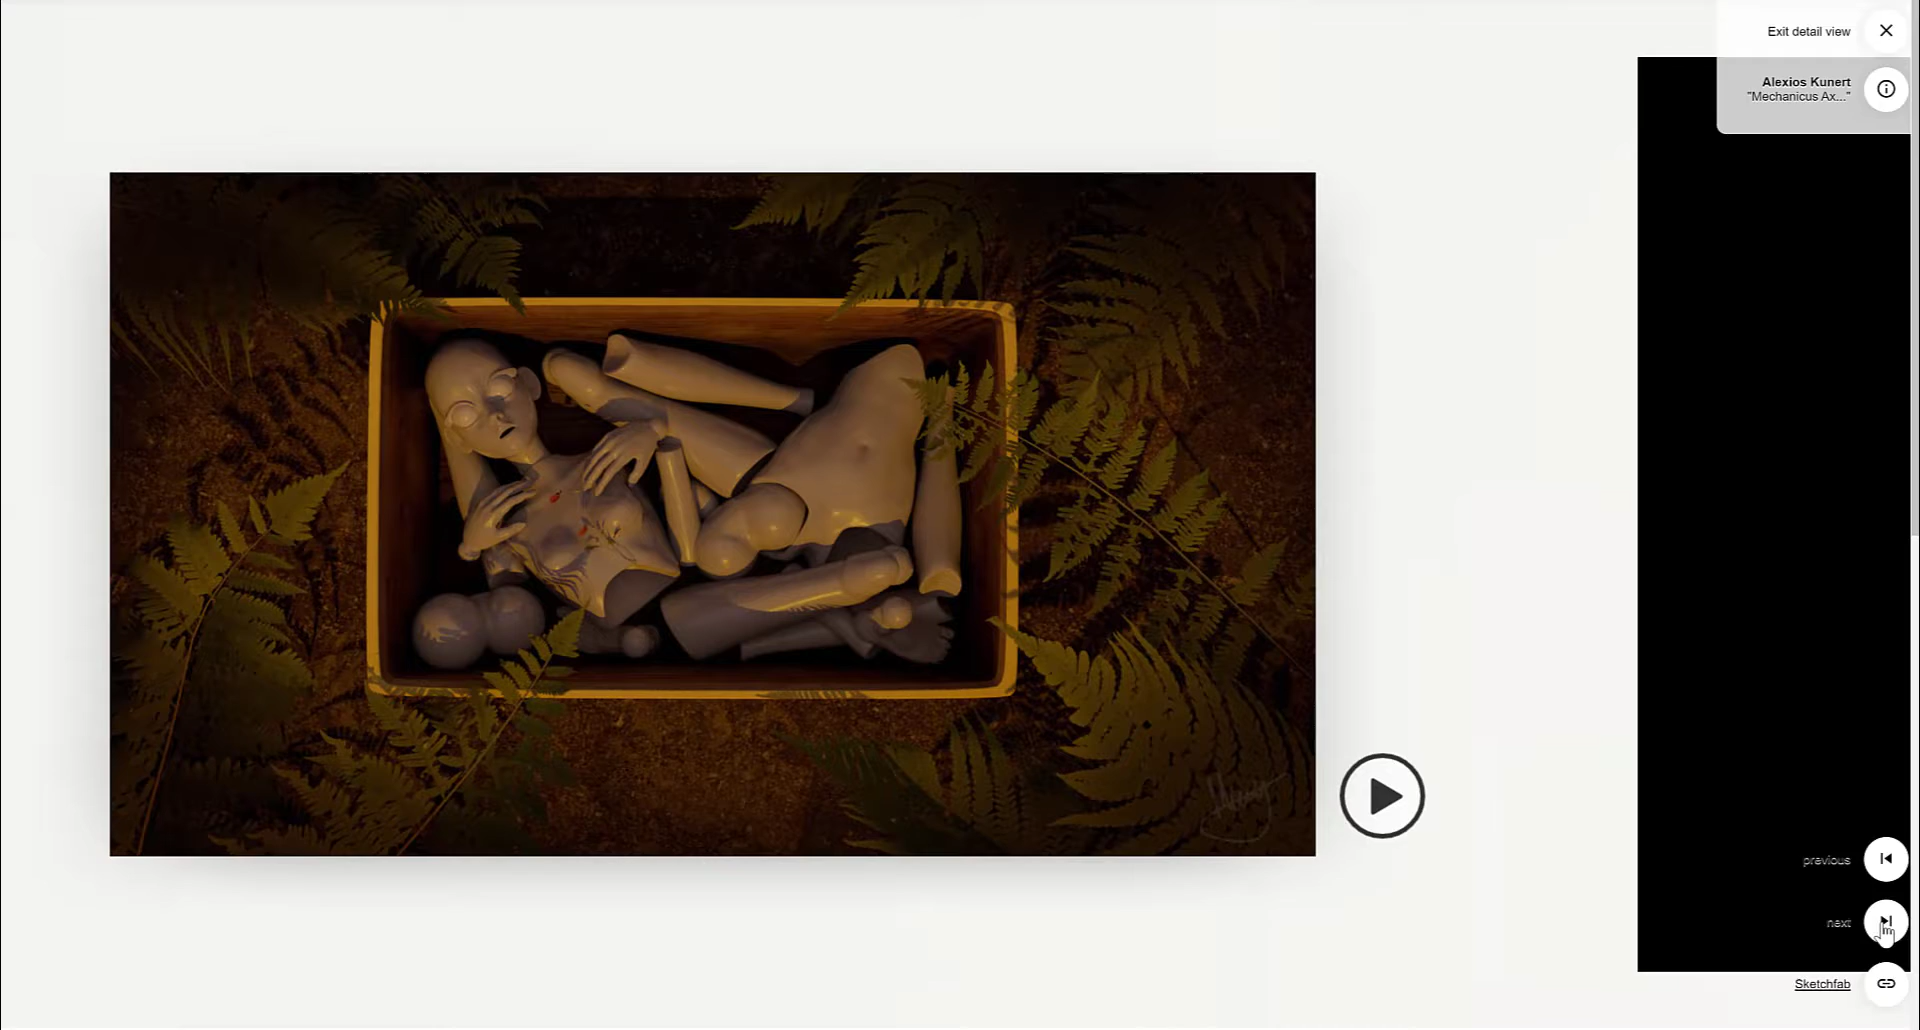 Exit detail view
Alexios Kunert
"Mechanicus Ax..."
previous
next
Sketchfab